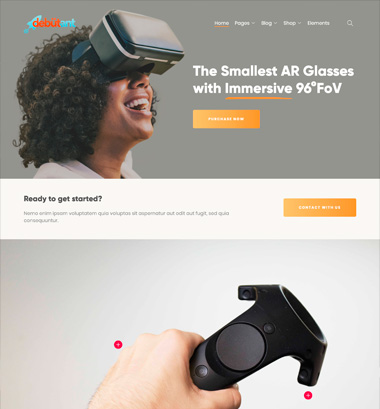 debutant
Home Pages Blog Shop Elements
The Smallest AR Glasses
with Immersive 96°FoV
PURCHASE NOW
Ready to get started?
Nemo enim ipsam voluptatem quia voluptas sit aspernatur aut odit aut fugit, sed quia
consequuntur.
CONTACT WITH US